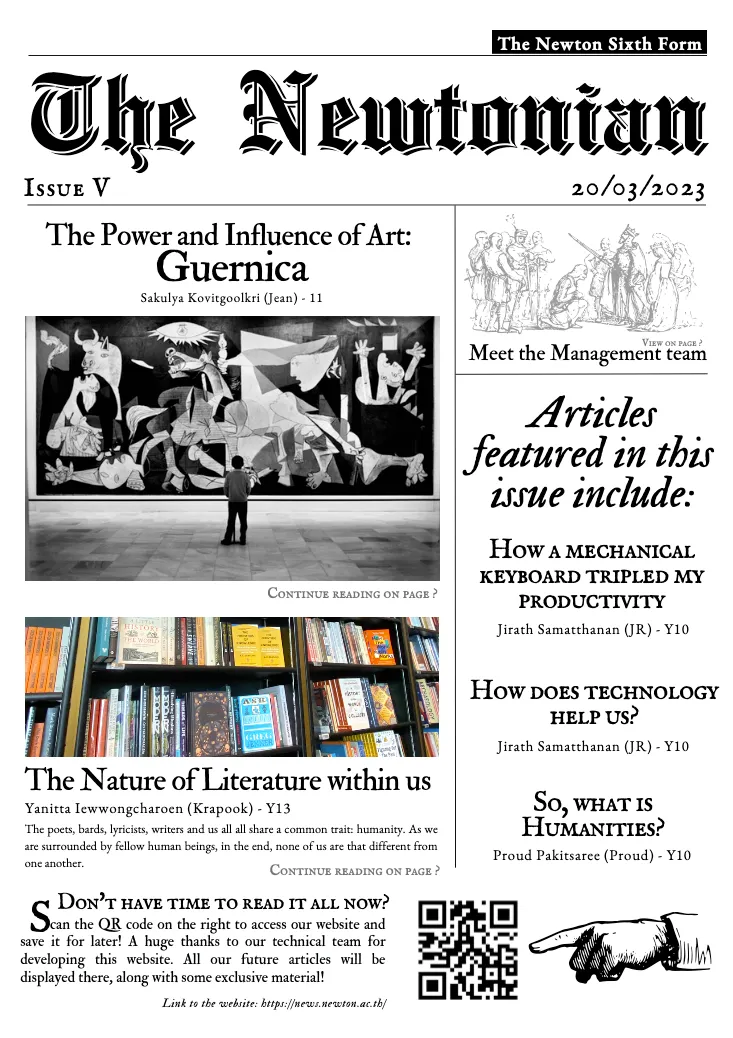 The Newton Sixth Form
The Newtonian
Issue V
20/03/2023
The Power and Influence of Art:
Guernica
Sakulya Kovitgoolkri (Jean) - 11
Continue reading on page ?
The Nature of Literature within us
Yanitta Iewwongcharoen (Krapook) - Y13
The poets, bards, lyricists, writers and us all all share a common trait: humanity. As we
are surrounded by fellow human beings, in the end, none of us are that different from
one another.
Continue reading on page ?
View on page ?
Meet the Management team
Articles
featured in this
issue include:
How a mechanical
keyboard tripled my
productivity
Jirath Samatthanan (JR) - Y10
How does technology
help us?
Jirath Samatthanan (JR) - Y10
So, what is
Humanities?
Proud Pakitsaree (Proud) - Y10
Don't have time to read it all now?
Scan the QR code on the right to access our website and
save it for later! A huge thanks to our technical team for
developing this website. All our future articles will be
displayed there, along with some exclusive material!
Link to the website: https://news.newton.ac.th/